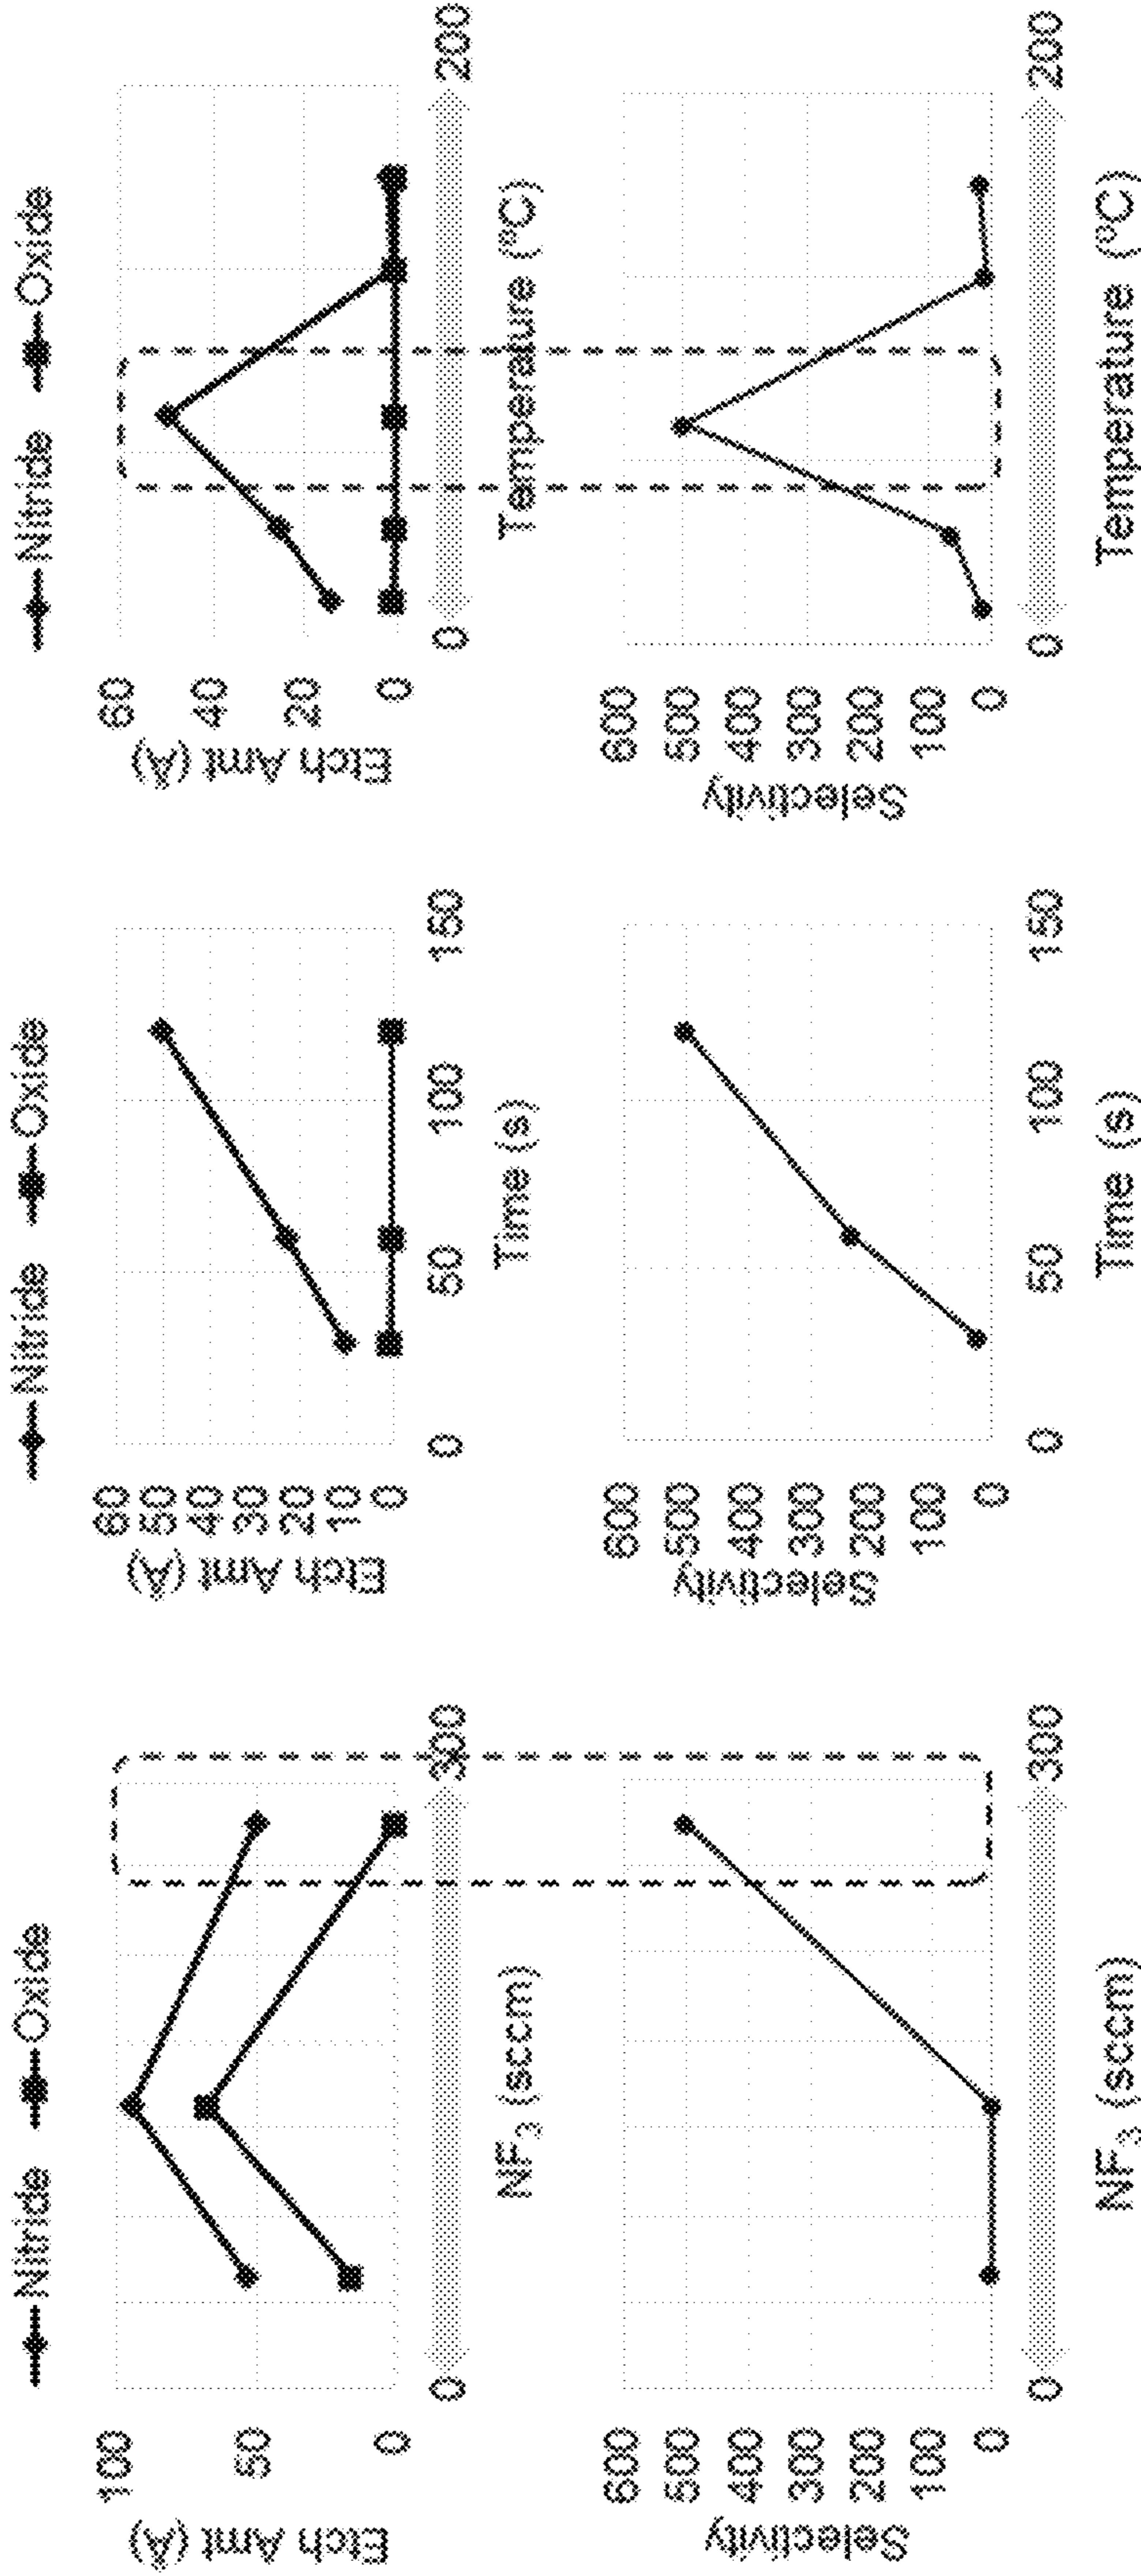 Nitride Oxide
Etch Amt (Å)
100
50
0
0 300
NF3 (sccm)
Selectivity
600
500
400
300
200
100
0
0 300
NF3 (sccm)
Nitride Oxide
Etch Amt (Å)
60
50
40
30
20
10
0
0 50 100 150
Time (s)
Selectivity
600
500
400
300
200
100
0
0 50 100 150
Time (s)
Nitride Oxide
Etch Amt (Å)
60
40
20
0
0 200
Temperature (ºC)
Selectivity
600
500
400
300
200
100
0
0 200
Temperature (ºC)